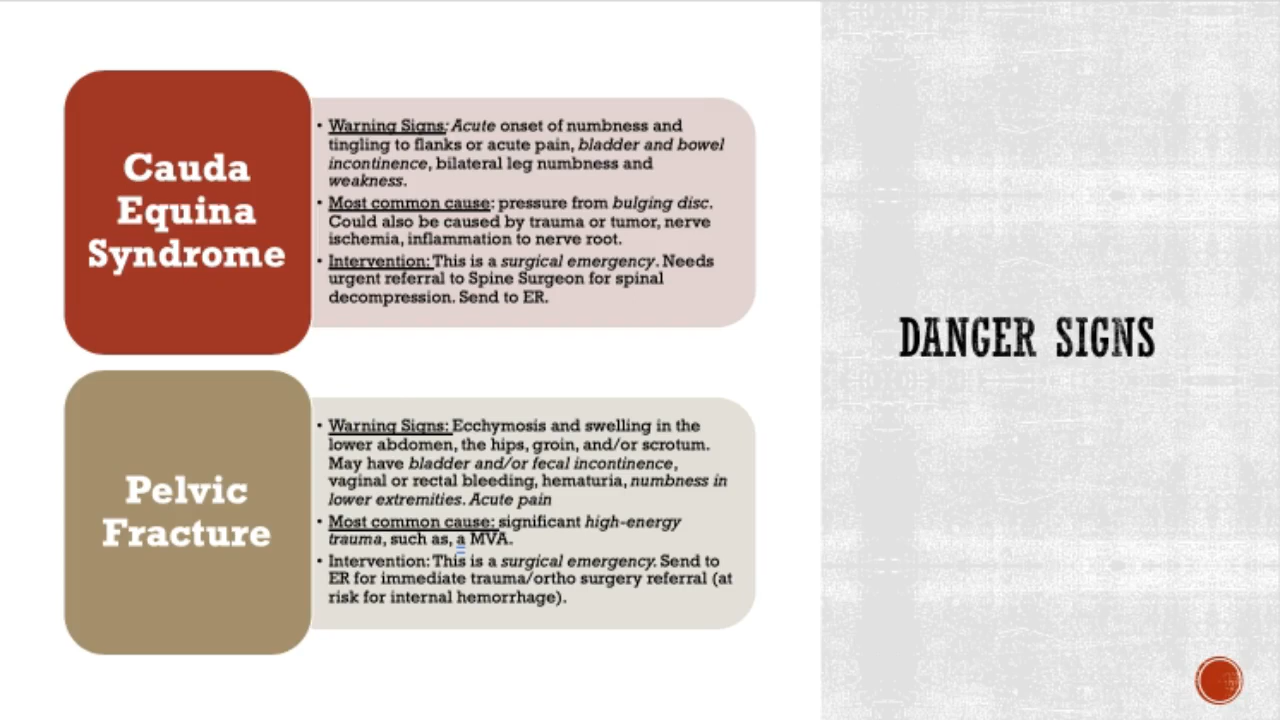 Cauda
Equina
Syndrome
• Warning Signs: Acute onset of numbness and
tingling to flanks or acute pain, bladder and bowel
incontinence, bilateral leg numbness and
weakness.
• Most common cause: pressure from bulging disc.
Could also be caused by trauma or tumor, nerve
ischemia, inflammation to nerve root.
• Intervention: This is a surgical emergency. Needs
urgent referral to Spine Surgeon for spinal
decompression. Send to ER.
Pelvic
Fracture
• Warning Signs: Ecchymosis and swelling in the
lower abdomen, the hips, groin, and/or scrotum.
May have bladder and/or fecal incontinence,
vaginal or rectal bleeding, hematuria, numbness in
lower extremities. Acute pain
• Most common cause: significant high-energy
trauma, such as, a MVA.
• Intervention: This is a surgical emergency. Send to
ER for immediate trauma/ortho surgery referral (at
risk for internal hemorrhage).
DANGER SIGNS